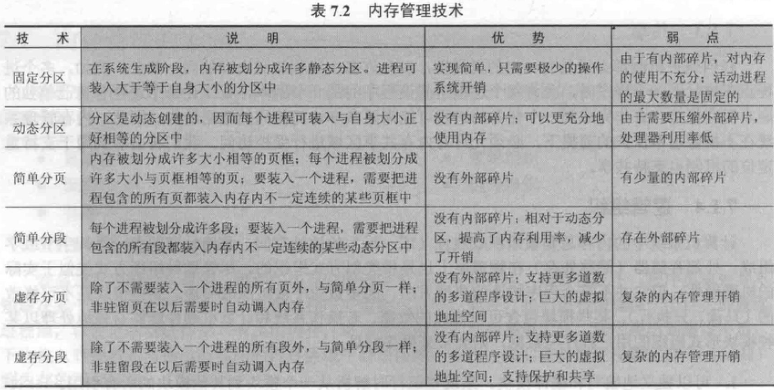 表 7.2 内存管理技术
技 术 说 明 优 势 弱 点
固定分区
在系统生成阶段，内存被划分成许多静态分区。进程可
装入大于等于自身大小的分区中
实现简单，只需要极少的操作
系统开销
由于有内部碎片，对内存
的使用不充分；活动进程
的最大数量是固定的
动态分区
分区是动态创建的，因而每个进程可装入与自身大小正
好相等的分区中
没有内部碎片；可以更充分地
使用内存
由于需要压缩外部碎片，
处理器利用率低
简单分页
内存被划分成许多大小相等的页框；每个进程被划分成
许多大小与页框相等的页；要装入一个进程，需要把进
程包含的所有页都装入内存内不一定连续的某些页框中
没有外部碎片
有少量的内部碎片
简单分段
每个进程被划分成许多段；要装入一个进程，需要把进程
包含的所有段都装入内存内不一定连续的某些动态分区中
没有内部碎片；相对于动态分
区，提高了内存利用率，减少
了开销
存在外部碎片
虚存分页
除了不需要装入一个进程的所有页外，与简单分页一样；
非驻留页在以后需要时自动调入内存
没有外部碎片；支持更多道数
的多道程序设计；巨大的虚拟
地址空间
复杂的内存管理开销
虚存分段
除了不需要装入一个进程的所有段外，与简单分段一样；
非驻留段在以后需要时自动调入内存
没有内部碎片；支持更多道数
的多道程序设计；巨大的虚拟
地址空间；支持保护和共享
复杂的内存管理开销